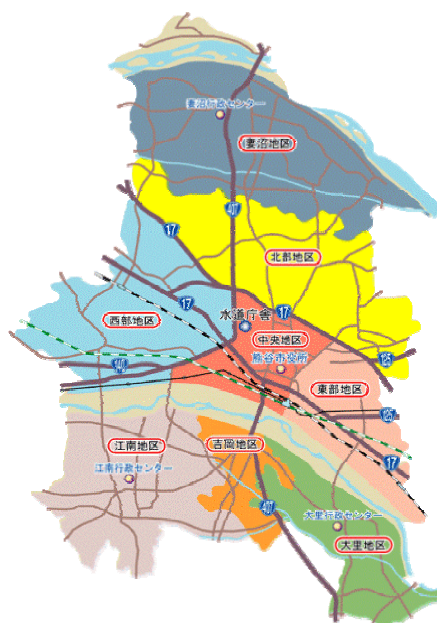 妻沼行政センター
妻沼地区
407
17
北部地区
17
17
西部地区
水道庁舎
中央地区
熊谷市役所
125
140
東部地区
125
江南地区
吉岡地区
17
江南行政センター
407
大里行政センター
大里地区